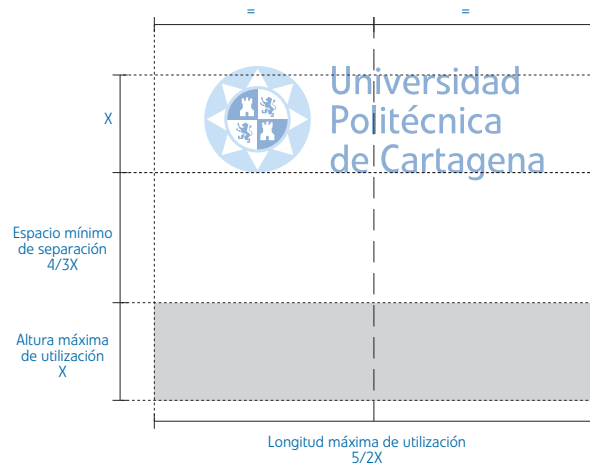 =
=
Universidad
Politécnica
de Cartagena
X
Espacio mínimo
de separación
4/3X
Altura máxima
de utilización
X
Longitud máxima de utilización
5/2X